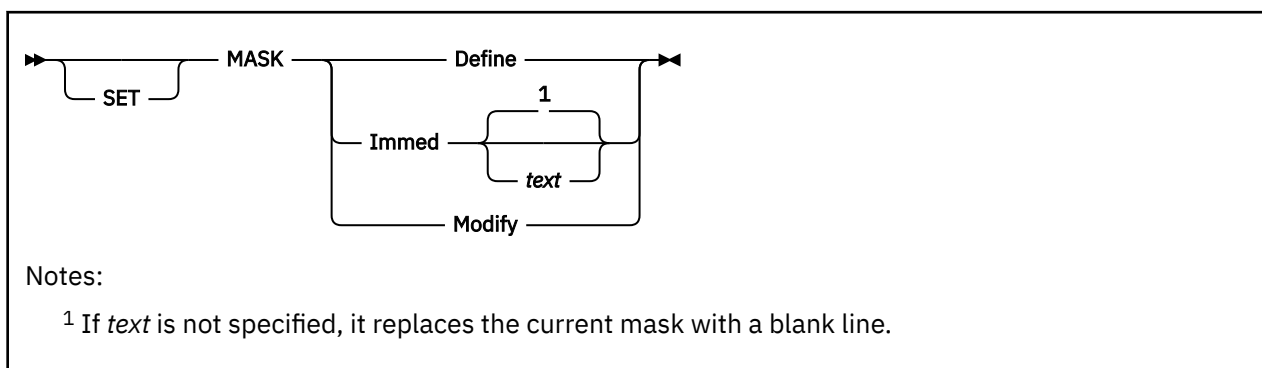 MASK Define
SET
1
Immed
text
Modify
Notes:
1 If text is not specified, it replaces the current mask with a blank line.